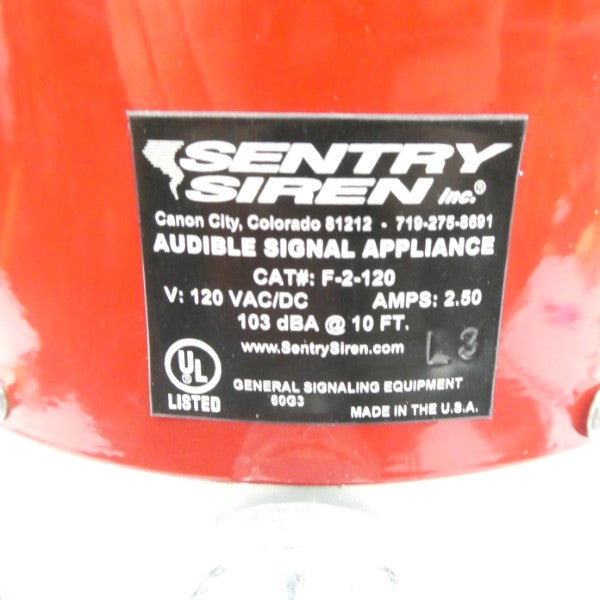 SENTRY
SIREN Inc.®
Canon City, Colorado 81212 - 719-275-8691
AUDIBLE SIGNAL APPLIANCE
CAT#: F-2-120
V: 120 VAC/DC AMPS: 2.50
103 dBA @ 10 FT.
www.SentrySiren.com L3
UL ®
LISTED
GENERAL SIGNALING EQUIPMENT
60G3
MADE IN THE U.S.A.